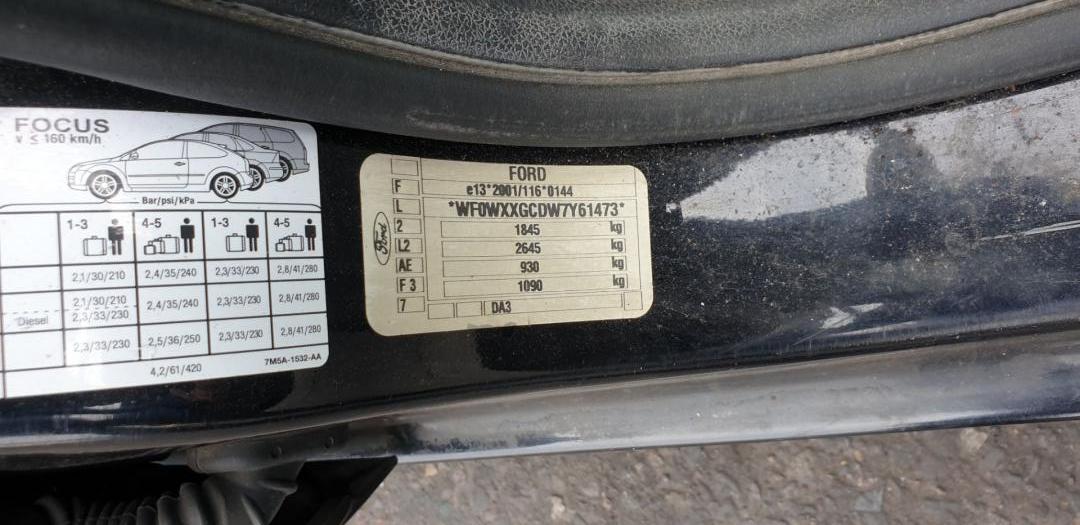 FOCUS
v ≤ 160 km/h
Bar/psi/kPa
1-3 4-5 1-3 4-5
2,1/30/210 2,4/35/240 2,3/33/230 2,8/41/280
2,1/30/210
Diesel 2,3/33/230 2,4/35/240 2,3/33/230 2,8/41/280
2,3/33/230 2,5/36/250 2,3/33/230 2,8/41/280
4,2/61/420
7M5A-1532-AA
Ford
FORD
F e13*2001/116*0144
L *WF0WXXGCDW7Y61473*
2 1845 kg
L2 2645 kg
AE 930 kg
F 3 1090 kg
7 DA3